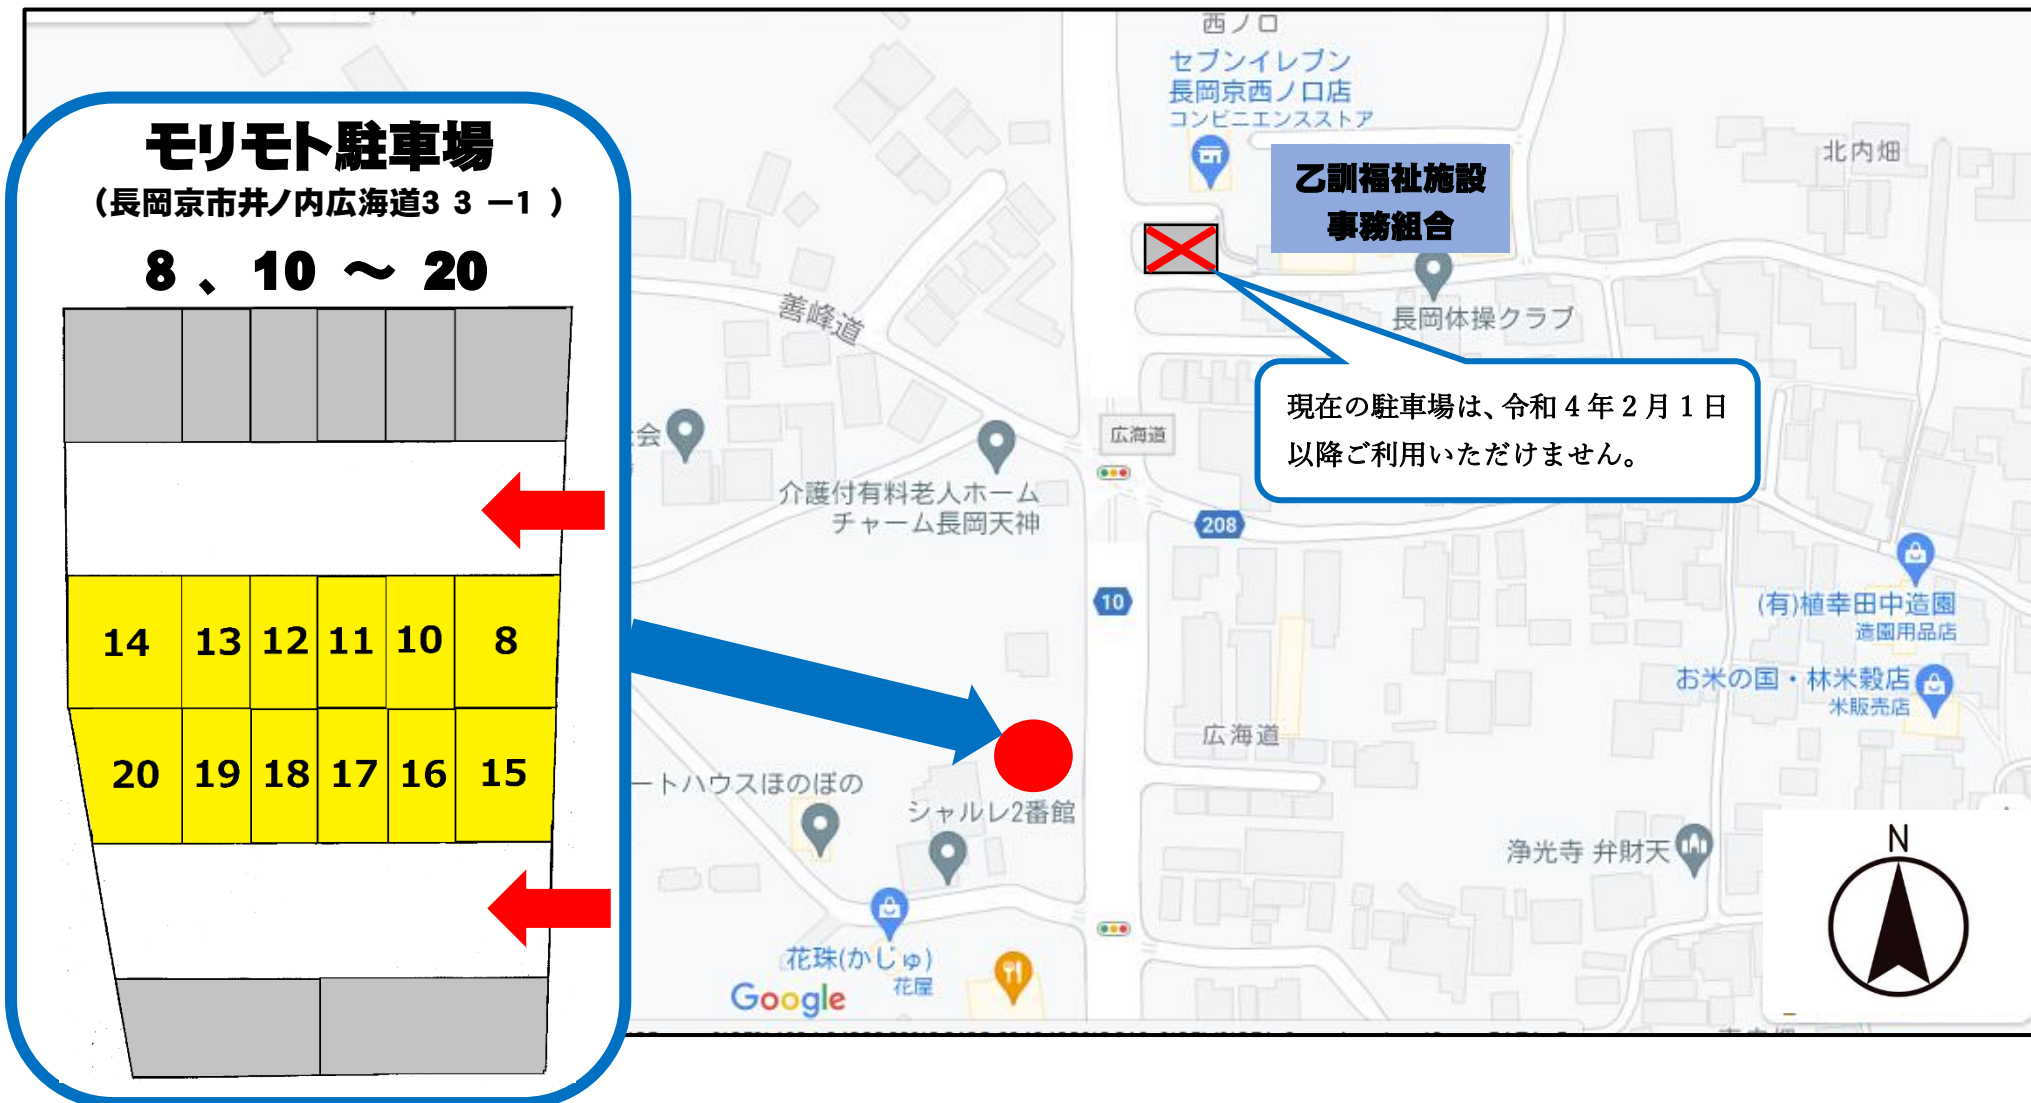 モリモト駐車場
（長岡京市井ノ内広海道３３－１）
8、10～20
14 13 12 11 10 8
20 19 18 17 16 15
西ノ口
セブンイレブン
長岡京西ノ口店
コンビニエンスストア
乙訓福祉施設
事務組合
北内畑
長岡体操クラブ
善峰道
現在の駐車場は、令和４年２月１日
以降ご利用いただけません。
会
広海道
介護付有料老人ホーム
チャーム長岡天神
208
10
(有)植幸田中造園
造園用品店
お米の国・林米穀店
米販売店
広海道
ートハウスほのぼの
シャルレ2番館
浄光寺 弁財天
花珠(かじゅ)
花屋
Google
N